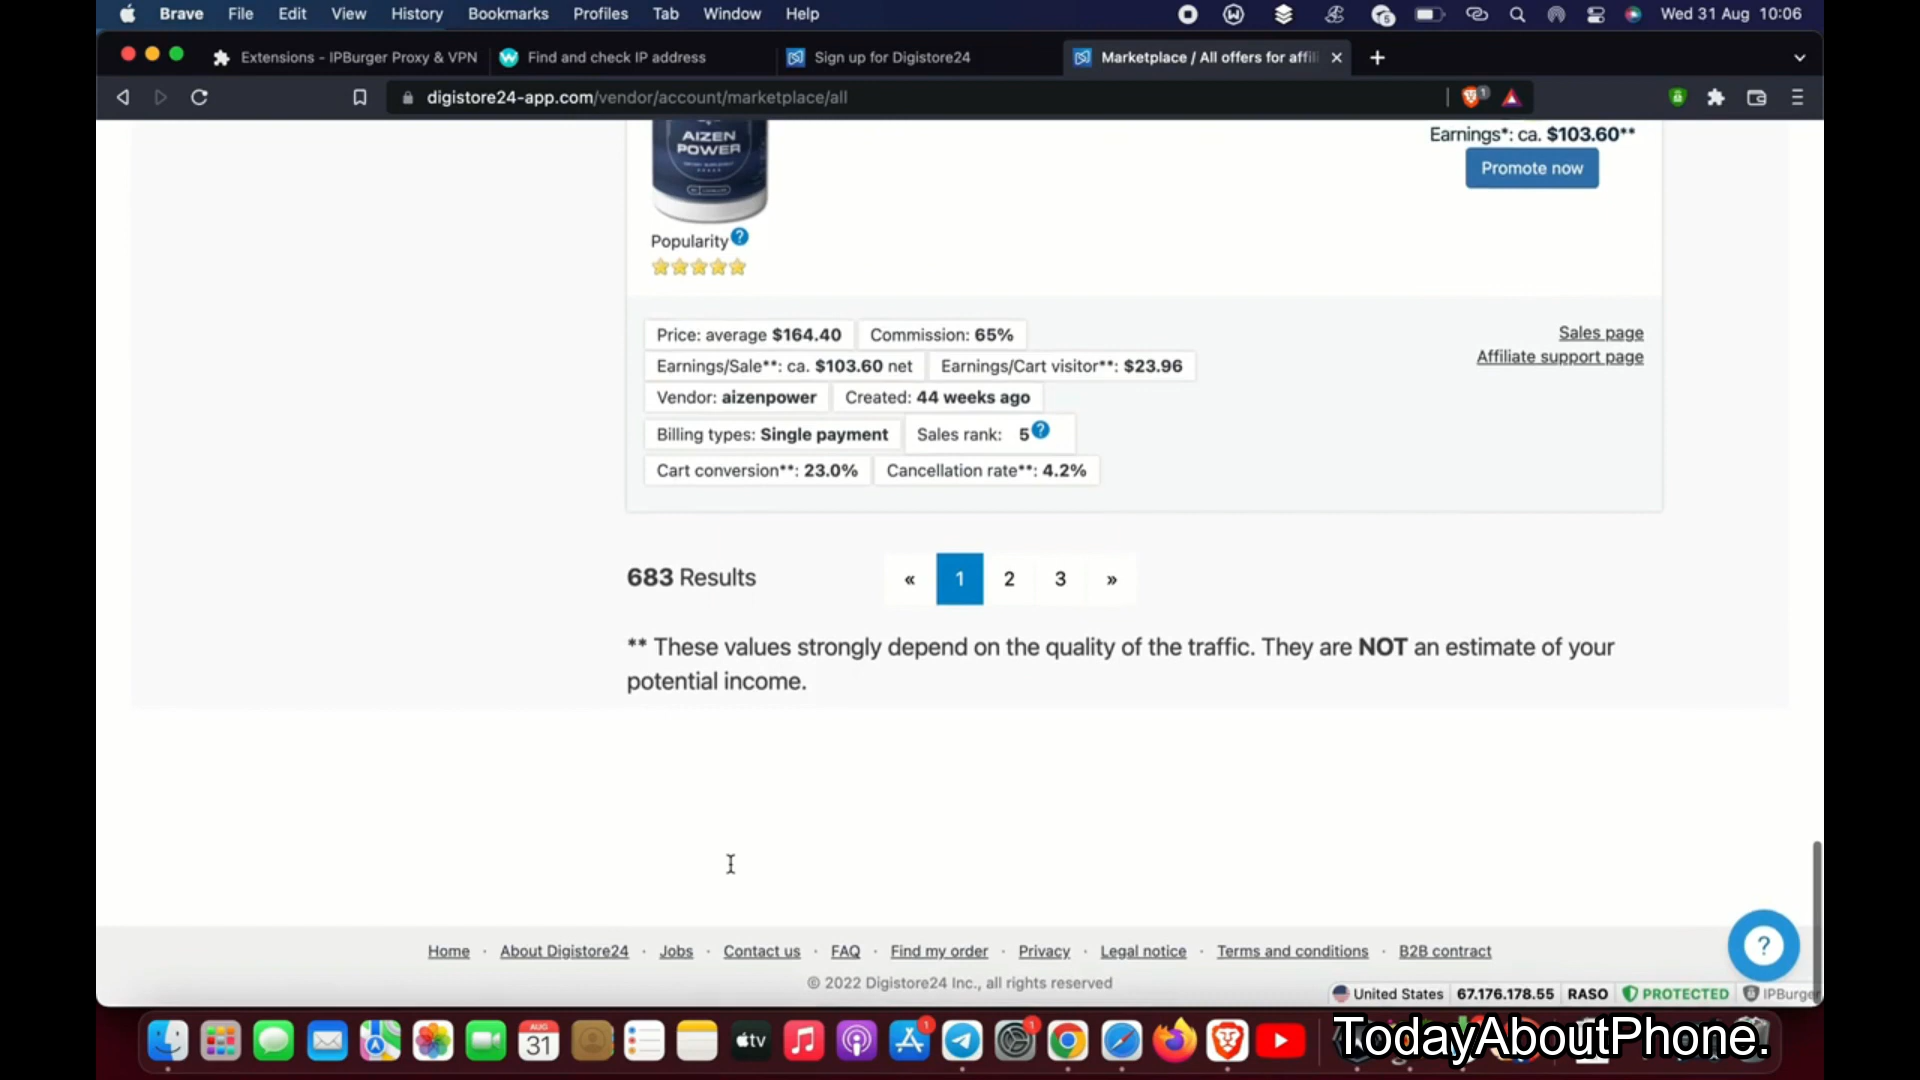 Brave File Edit View History Bookmarks Profiles Tab Window Help Wed 31 Aug 10:06
Extensions - IPBurger Proxy & VPN Find and check IP address Sign up for Digistore24 Marketplace / All offers for affili
digistore24-app.com/vendor/account/marketplace/all 1
AIZEN
POWER
Earnings*: ca. $103.60**
Promote now
Popularity ?
Price: average $164.40 Commission: 65%
Sales page
Earnings/Sale**: ca. $103.60 net Earnings/Cart visitor**: $23.96
Affiliate support page
Vendor: aizenpower Created: 44 weeks ago
Billing types: Single payment Sales rank: 5 ?
Cart conversion**: 23.0% Cancellation rate**: 4.2%
683 Results « 1 2 3 »
** These values strongly depend on the quality of the traffic. They are NOT an estimate of your
potential income.
?
Home · About Digistore24 · Jobs · Contact us · FAQ · Find my order · Privacy · Legal notice · Terms and conditions · B2B contract
© 2022 Digistore24 Inc., all rights reserved
United States 67.176.178.55 RASO PROTECTED IPBurger
AUG
31
tv
1
1
TodayAboutPhone.